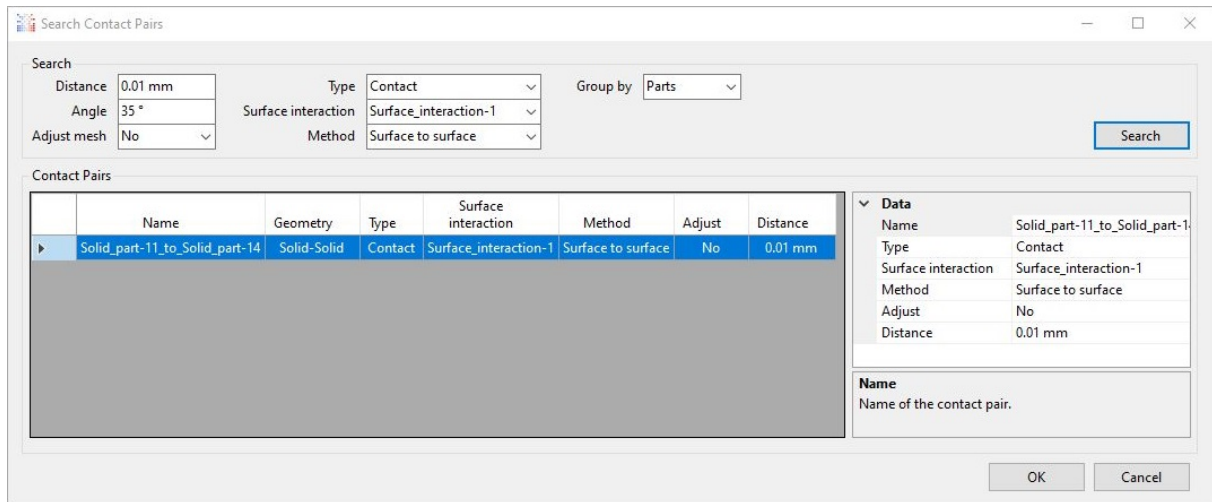 Search Contact Pairs
Search
Distance 0.01 mm Type Contact Group by Parts
Angle 35 ° Surface interaction Surface_interaction-1
Adjust mesh No Method Surface to surface Search
Contact Pairs
Name Geometry Type Surface interaction Method Adjust Distance
Solid_part-11_to_Solid_part-14 Solid-Solid Contact Surface_interaction-1 Surface to surface No 0.01 mm
Data
Name Solid_part-11_to_Solid_part-1
Type Contact
Surface interaction Surface_interaction-1
Method Surface to surface
Adjust No
Distance 0.01 mm
Name
Name of the contact pair.
OK Cancel